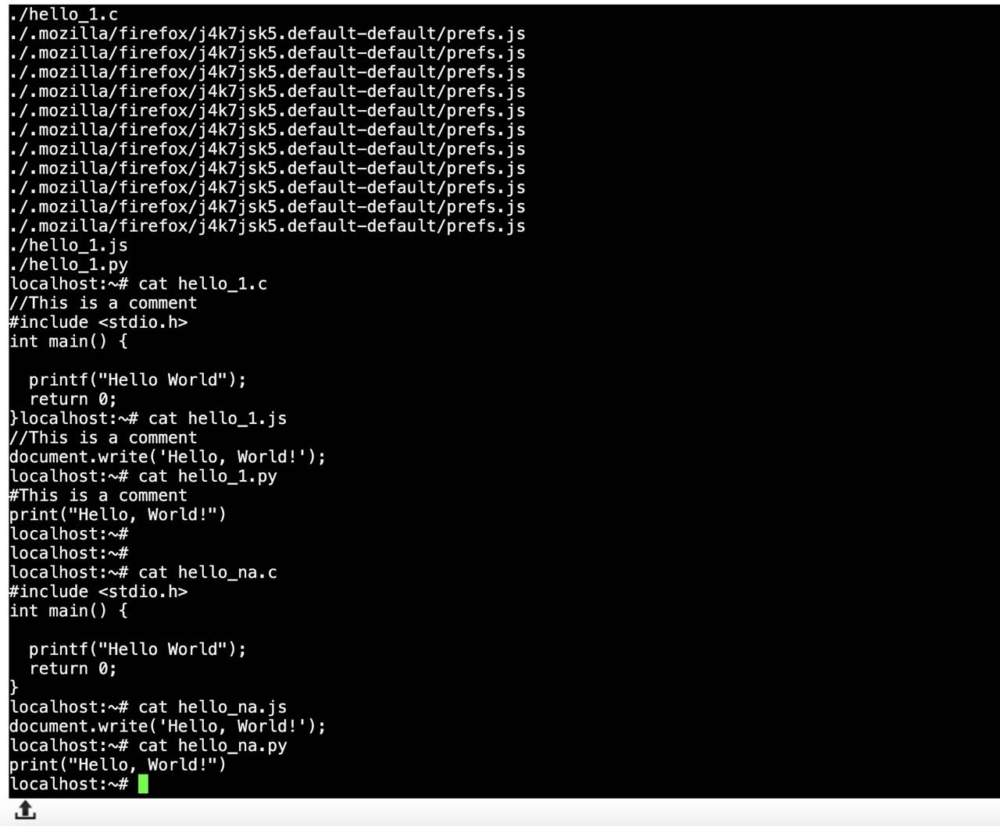 ./hello_1.c
./.mozilla/firefox/j4k7jsk5.default-default/prefs.js
./.mozilla/firefox/j4k7jsk5.default-default/prefs.js
./.mozilla/firefox/j4k7jsk5.default-default/prefs.js
./.mozilla/firefox/j4k7jsk5.default-default/prefs.js
./.mozilla/firefox/j4k7jsk5.default-default/prefs.js
./.mozilla/firefox/j4k7jsk5.default-default/prefs.js
./.mozilla/firefox/j4k7jsk5.default-default/prefs.js
./.mozilla/firefox/j4k7jsk5.default-default/prefs.js
./.mozilla/firefox/j4k7jsk5.default-default/prefs.js
./.mozilla/firefox/j4k7jsk5.default-default/prefs.js
./.mozilla/firefox/j4k7jsk5.default-default/prefs.js
./hello_1.js
./hello_1.py
localhost:~# cat hello_1.c
//This is a comment
#include <stdio.h>
int main() {

  printf("Hello World");
  return 0;
}localhost:~# cat hello_1.js
//This is a comment
document.write('Hello, World!');
localhost:~# cat hello_1.py
#This is a comment
print("Hello, World!")
localhost:~#
localhost:~#
localhost:~# cat hello_na.c
#include <stdio.h>
int main() {

  printf("Hello World");
  return 0;
}
localhost:~# cat hello_na.js
document.write('Hello, World!');
localhost:~# cat hello_na.py
print("Hello, World!")
localhost:~#